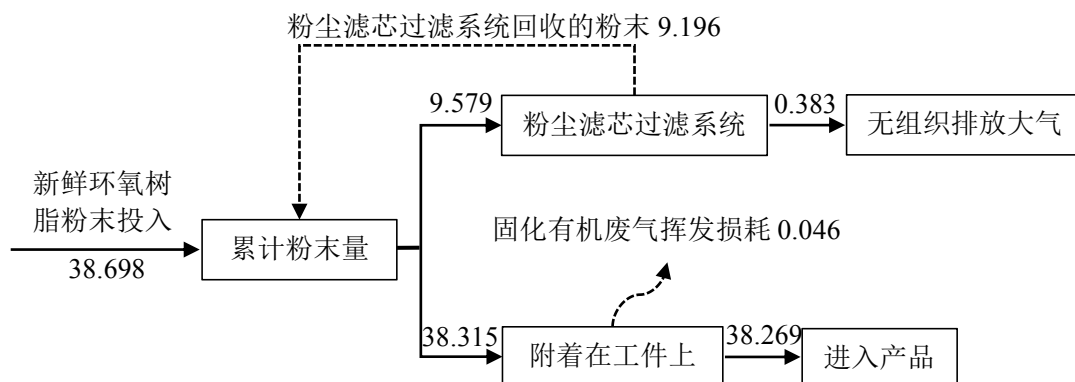 粉尘滤芯过滤系统回收的粉末 9.196
9.579
粉尘滤芯过滤系统
0.383
无组织排放大气
新鲜环氧树
脂粉末投入
38.698
累计粉末量
固化有机废气挥发损耗 0.046
38.315
附着在工件上
38.269
进入产品